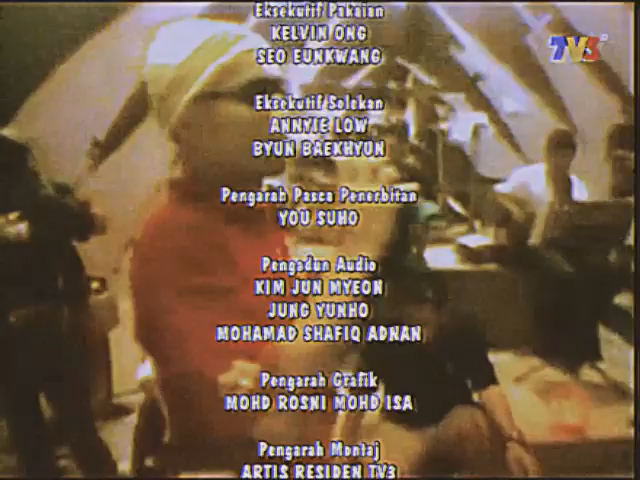 Eksekutif Pakaian
KELVIN ONG
SEO EUNKWANG
TV3
Eksekutif Solekan
ANNYIE LOW
BYUN BAEKHYUN
Pengarah Pasca Penerbitan
YOU SUHO
Pengadun Audio
KIM JUN MYEON
JUNG YUNHO
MOHAMAD SHAFIQ ADNAN
Pengarah Grafik
MOHD ROSNI MOHD ISA
Pengarah Montaj
ARTIS RESIDEN TV3